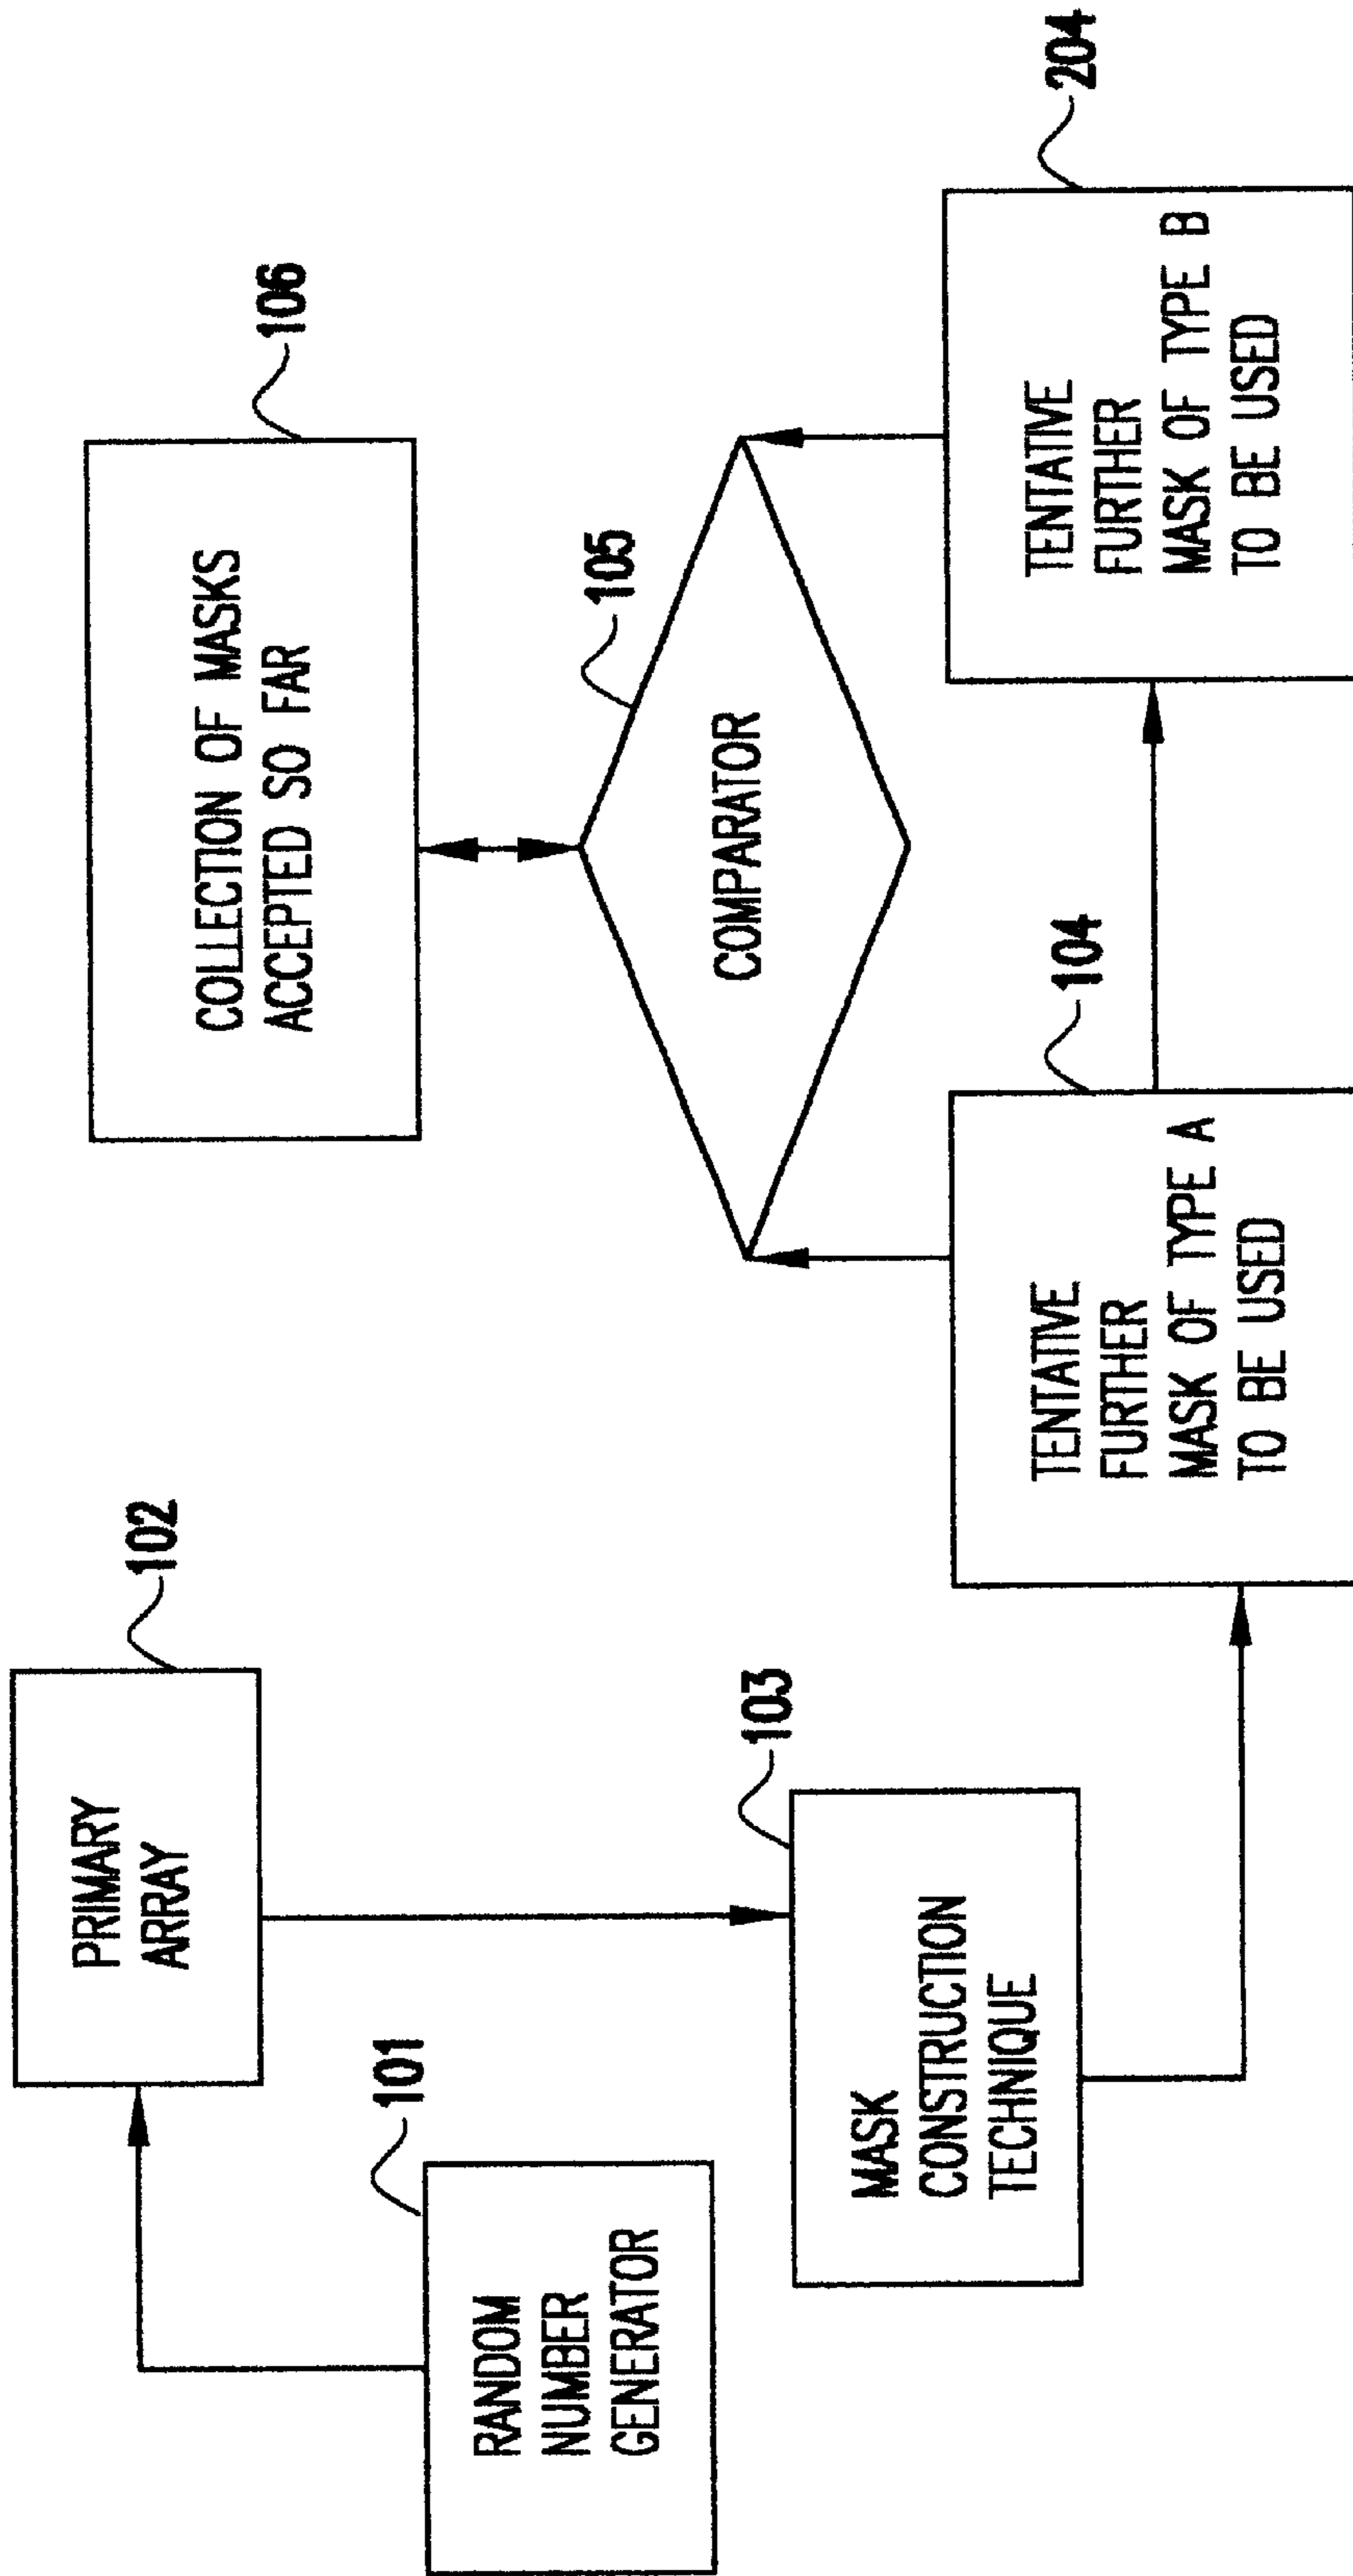 102
PRIMARY
ARRAY
101
RANDOM
NUMBER
GENERATOR
103
MASK
CONSTRUCTION
TECHNIQUE
106
COLLECTION OF MASKS
ACCEPTED SO FAR
105
COMPARATOR
104
TENTATIVE
FURTHER
MASK OF TYPE A
TO BE USED
204
TENTATIVE
FURTHER
MASK OF TYPE B
TO BE USED